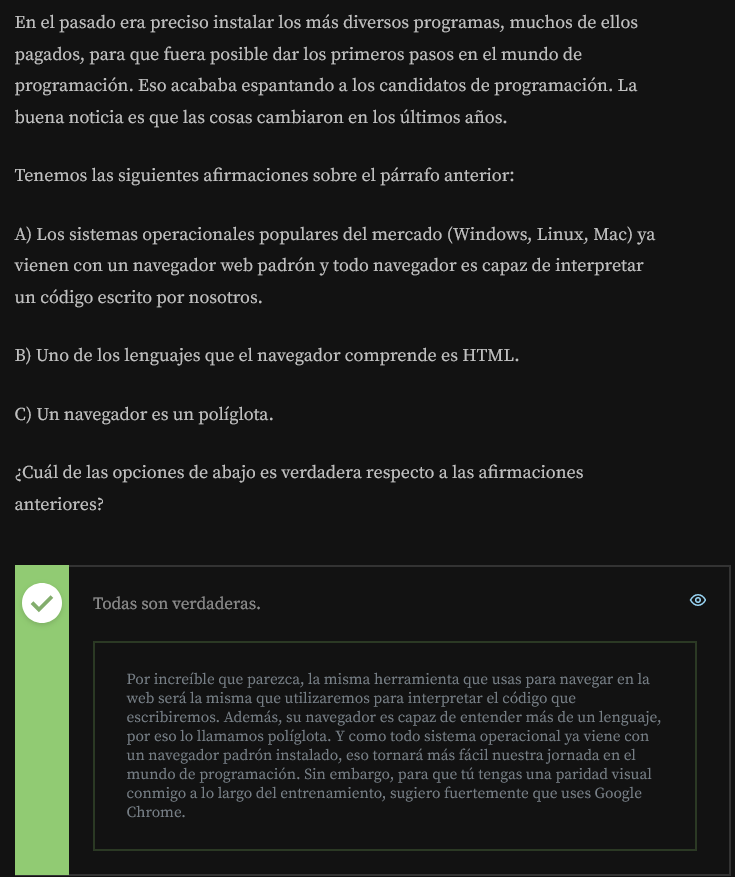 En el pasado era preciso instalar los más diversos programas, muchos de ellos
pagados, para que fuera posible dar los primeros pasos en el mundo de
programación. Eso acababa espantando a los candidatos de programación. La
buena noticia es que las cosas cambiaron en los últimos años.
Tenemos las siguientes afirmaciones sobre el párrafo anterior:
A) Los sistemas operacionales populares del mercado (Windows, Linux, Mac) ya
vienen con un navegador web padrón y todo navegador es capaz de interpretar
un código escrito por nosotros.
B) Uno de los lenguajes que el navegador comprende es HTML.
C) Un navegador es un políglota.
¿Cuál de las opciones de abajo es verdadera respecto a las afirmaciones
anteriores?
Todas son verdaderas.
Por increíble que parezca, la misma herramienta que usas para navegar en la
web será la misma que utilizaremos para interpretar el código que
escribiremos. Además, su navegador es capaz de entender más de un lenguaje,
por eso lo llamamos políglota. Y como todo sistema operacional ya viene con
un navegador padrón instalado, eso tornará más fácil nuestra jornada en el
mundo de programación. Sin embargo, para que tú tengas una paridad visual
conmigo a lo largo del entrenamiento, sugiero fuertemente que uses Google
Chrome.